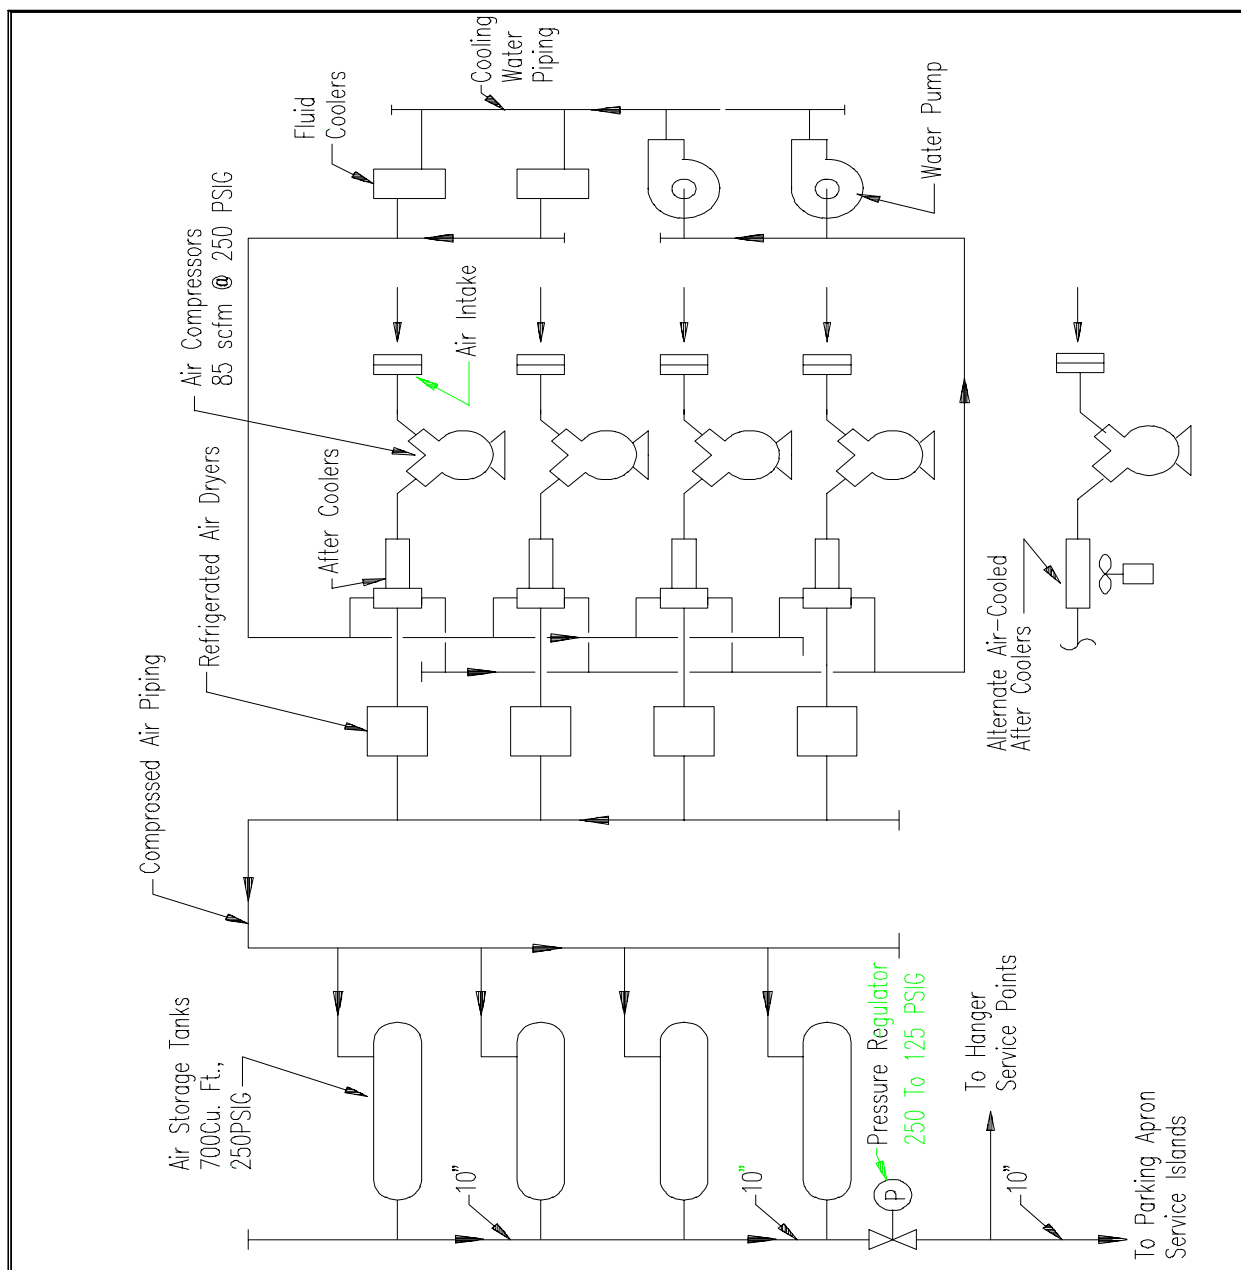 Cooling
Water
Piping
Fluid
Coolers
Water Pump
Air Compressors
85 scfm @ 250 PSIG
Air Intake
Refrigerated Air Dryers
After Coolers
Alternate Air-Cooled
After Coolers
Comprossed Air Piping
Air Storage Tanks
700Cu. Ft.,
250PSIG
Pressure Regulator
250 To 125 PSIG
P
10"
10"
10"
To Hanger
Service Points
To Parking Apron
Service Islands